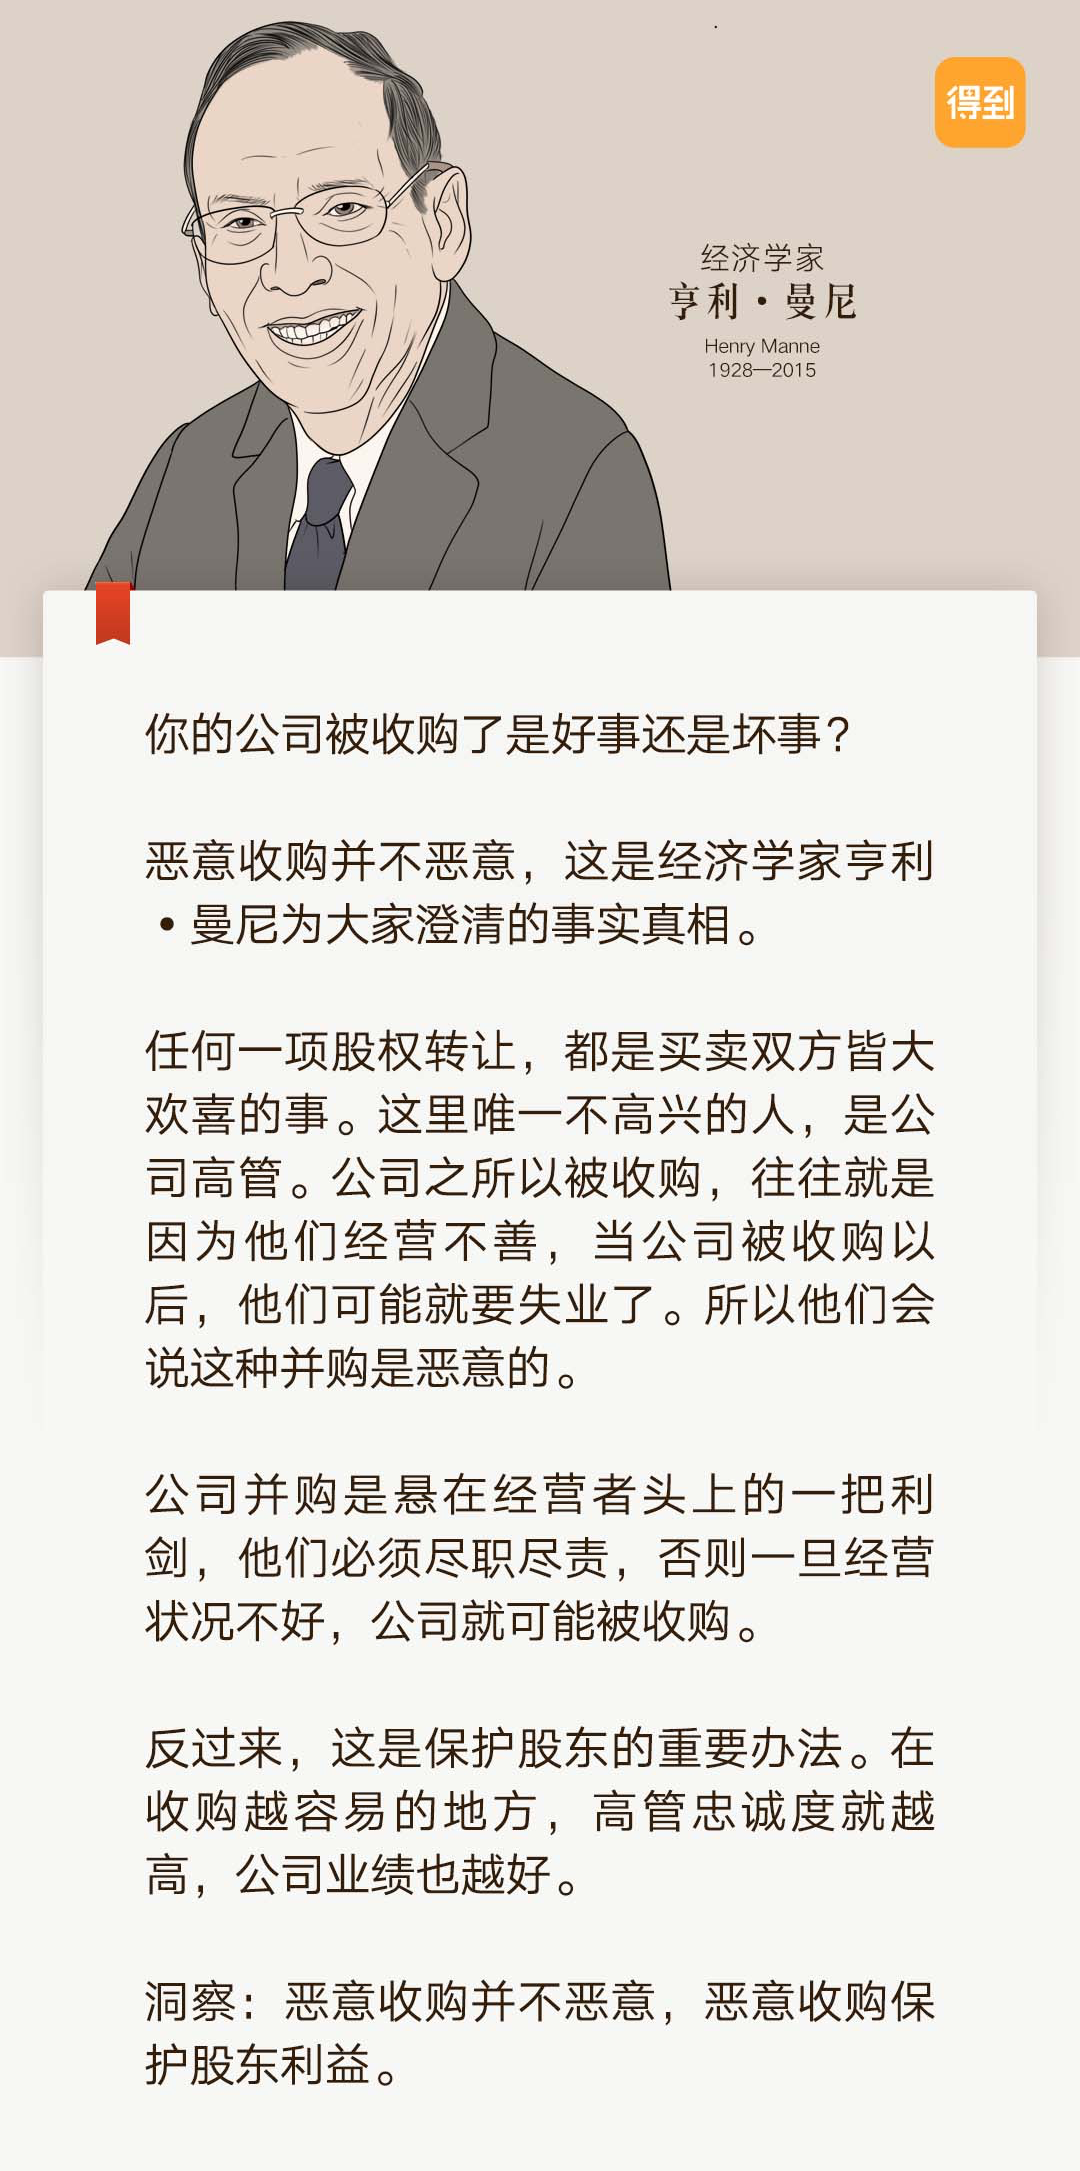 得到
经济学家
亨利·曼尼
Henry Manne
1928—2015
你的公司被收购了是好事还是坏事？
恶意收购并不恶意，这是经济学家亨利
·曼尼为大家澄清的事实真相。
任何一项股权转让，都是买卖双方皆大
欢喜的事。这里唯一不高兴的人，是公
司高管。公司之所以被收购，往往就是
因为他们经营不善，当公司被收购以
后，他们可能就要失业了。所以他们会
说这种并购是恶意的。
公司并购是悬在经营者头上的一把利
剑，他们必须尽职尽责，否则一旦经营
状况不好，公司就可能被收购。
反过来，这是保护股东的重要办法。在
收购越容易的地方，高管忠诚度就越
高，公司业绩也越好。
洞察：恶意收购并不恶意，恶意收购保
护股东利益。